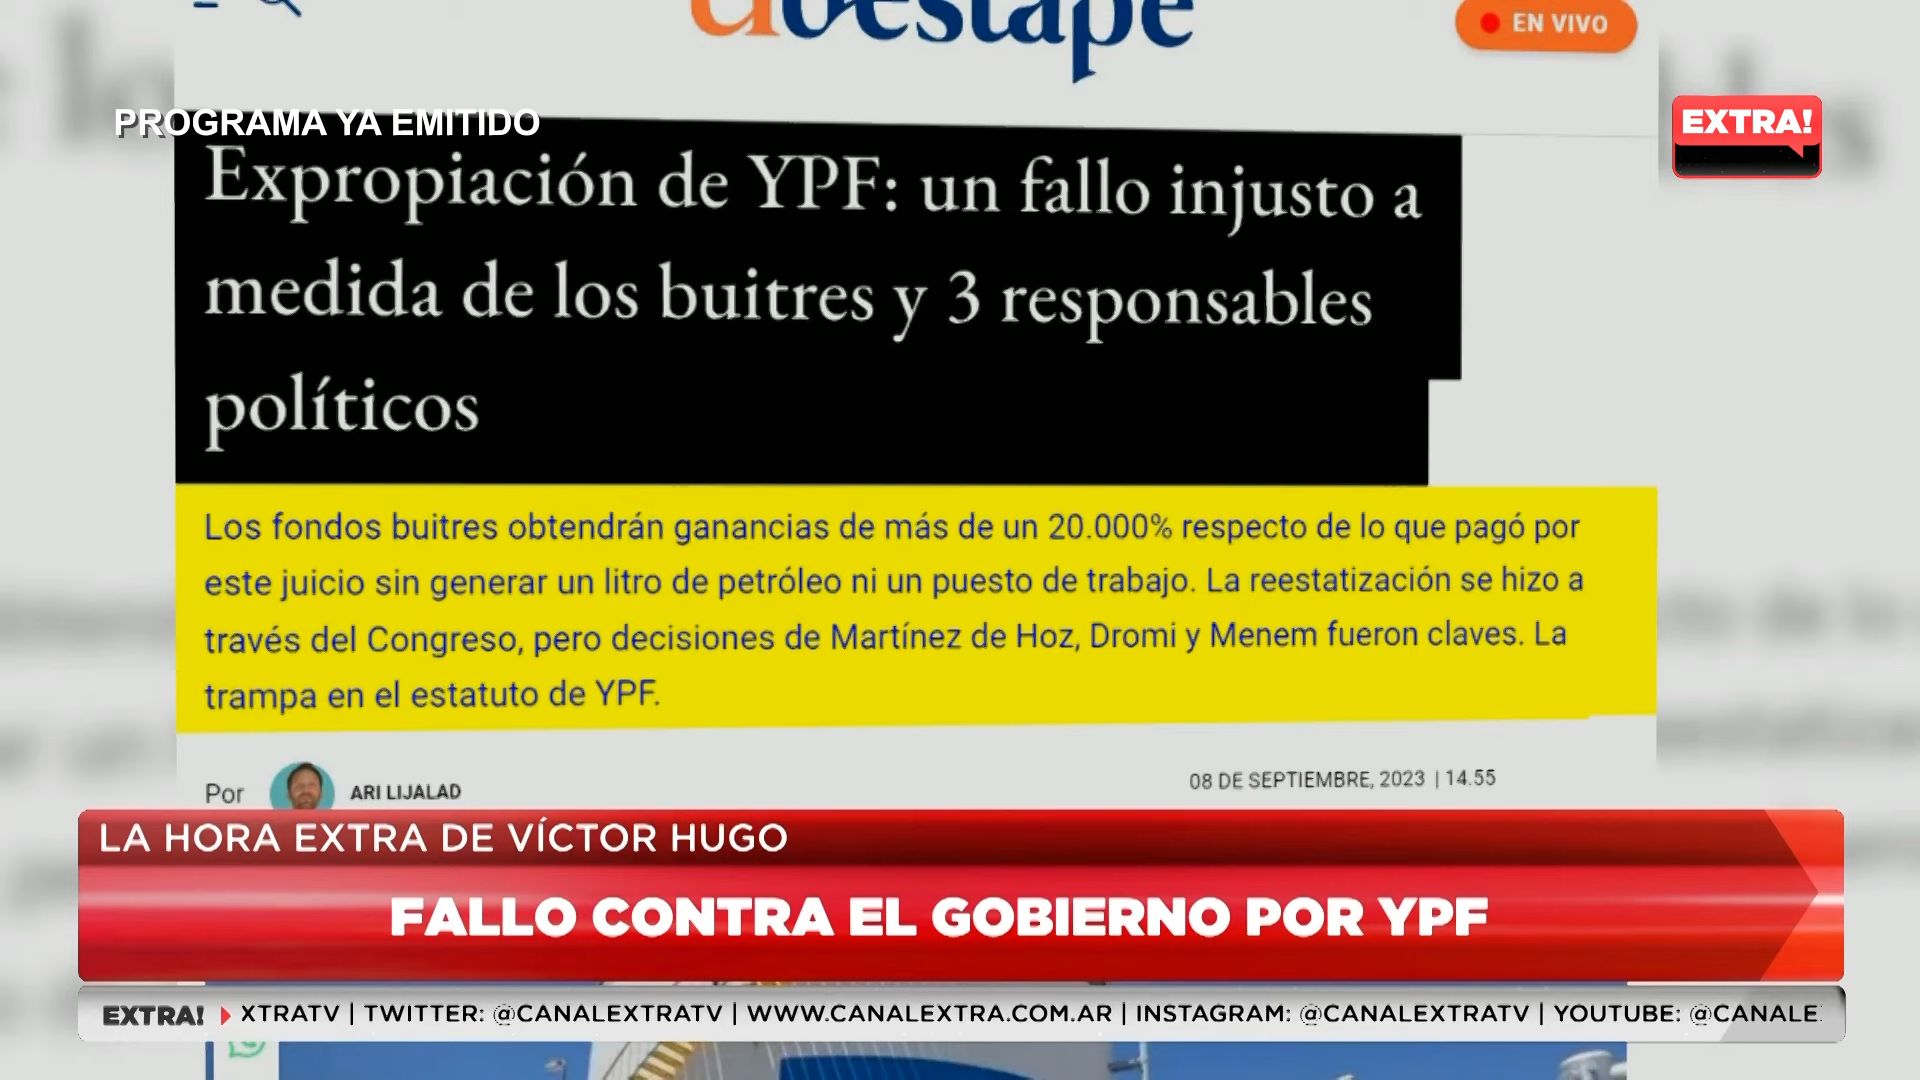 EN VIVO
PROGRAMA YA EMITIDO
EXTRA!
Expropiación de YPF: un fallo injusto a
medida de los buitres y 3 responsables
políticos
Los fondos buitres obtendrán ganancias de más de un 20.000% respecto de lo que pagó por
este juicio sin generar un litro de petróleo ni un puesto de trabajo. La reestatización se hizo a
través del Congreso, pero decisiones de Martínez de Hoz, Dromi y Menem fueron claves. La
trampa en el estatuto de YPF.
Por ARI LIJALAD
08 DE SEPTIEMBRE, 2023 | 14.55
LA HORA EXTRA DE VÍCTOR HUGO
FALLO CONTRA EL GOBIERNO POR YPF
EXTRA! XTRATV | TWITTER: @CANALEXTRATV | WWW.CANALEXTRA.COM.AR | INSTAGRAM: @CANALEXTRATV | YOUTUBE: @CANALE